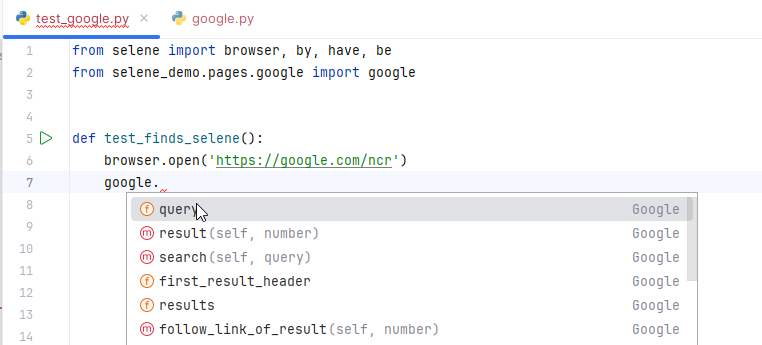 test_google.py google.py
1 from selene import browser, by, have, be
2 from selene_demo.pages.google import google
3
4
5 def test_finds_selene():
6 browser.open('https://google.com/ncr')
7 google.
8 query Google
9 result(self, number) Google
10 search(self, query) Google
11 first_result_header Google
12 results Google
13 follow_link_of_result(self, number) Google
14